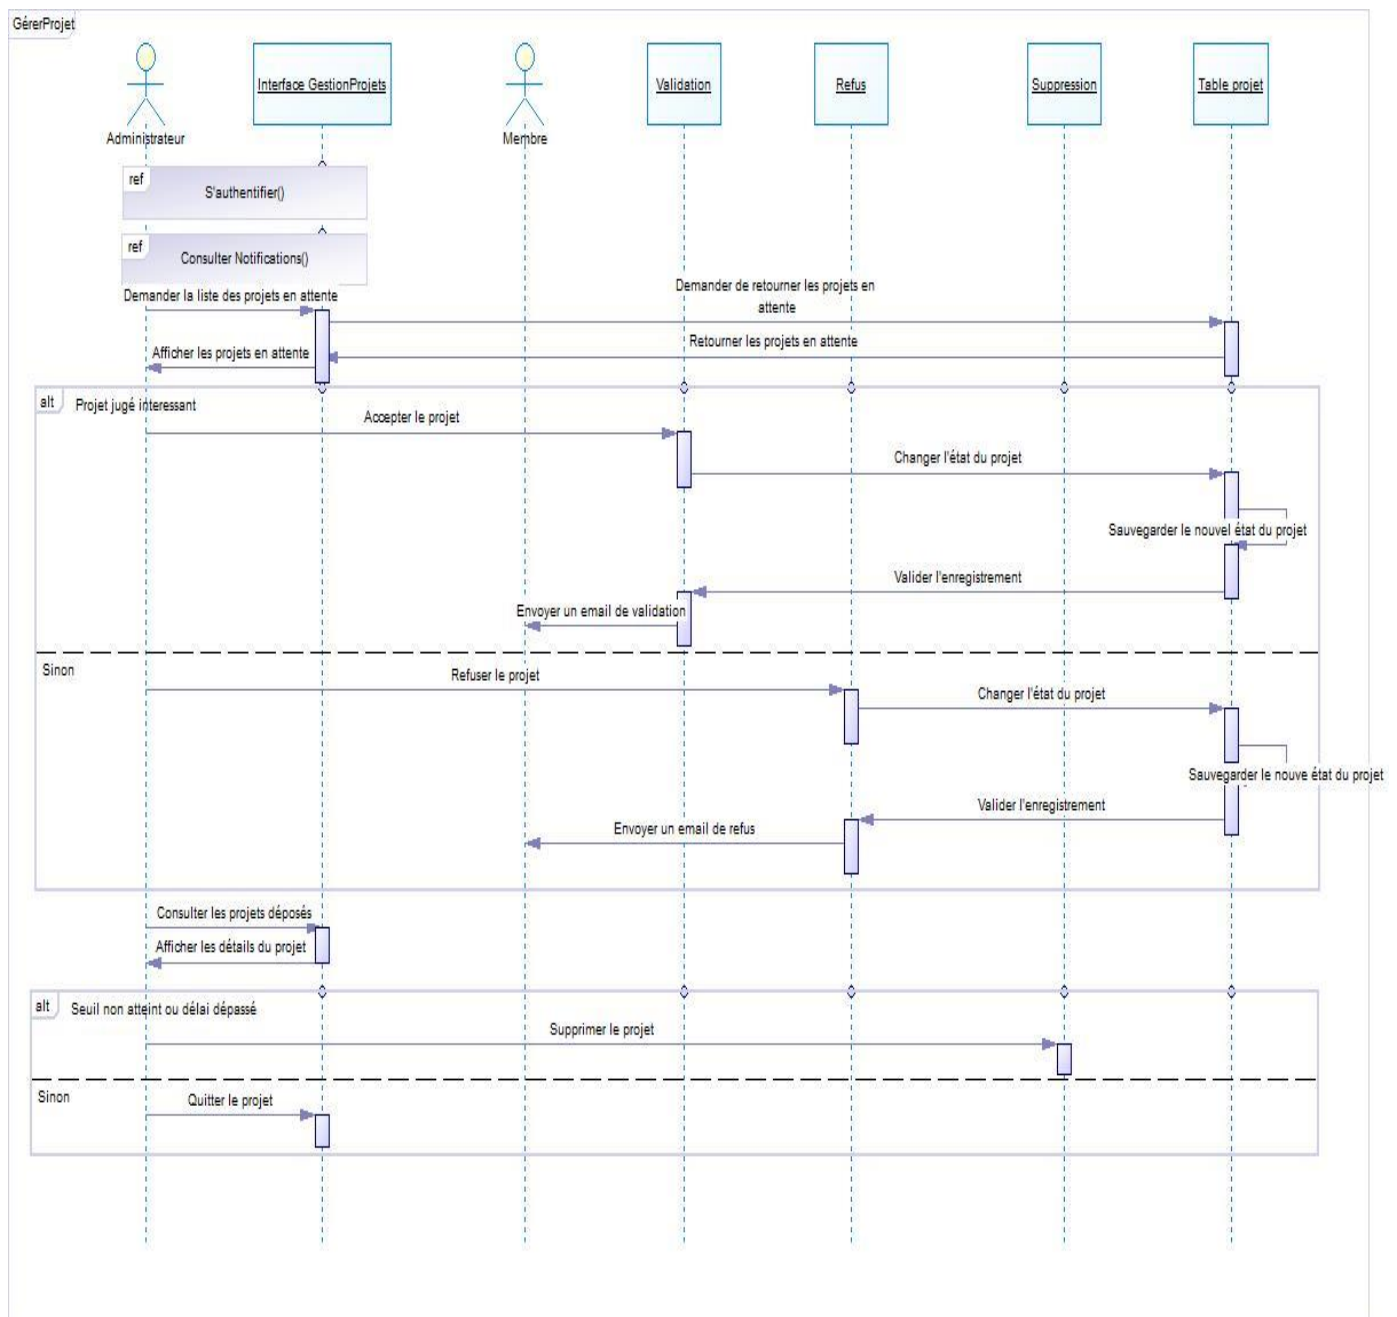 GérerProjet
Interface GestionProjets
Validation
Refus
Suppression
Table projet
Administrateur
Membre
ref
S'authentifier()
ref
Consulter Notifications()
Demander la liste des projets en attente
Demander de retourner les projets en
attente
Retourner les projets en attente
Afficher les projets en attente
alt
Projet jugé interessant
Accepter le projet
Changer l'état du projet
Sauvegarder le nouvel état du projet
Valider l'enregistrement
Envoyer un email de validation
Sinon
Refuser le projet
Changer l'état du projet
Sauvegarder le nouve état du projet
Valider l'enregistrement
Envoyer un email de refus
Consulter les projets déposés
Afficher les détails du projet
alt
Seuil non atteint ou délai dépassé
Supprimer le projet
Sinon
Quitter le projet